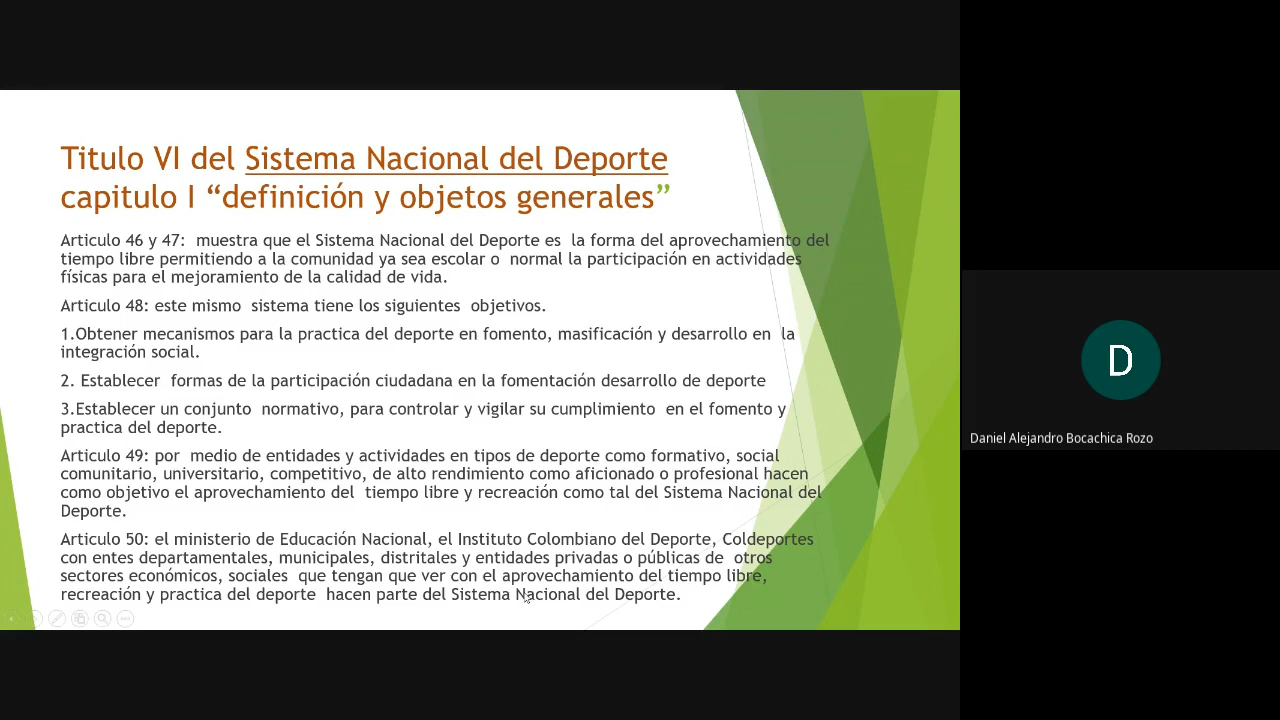 Titulo VI del Sistema Nacional del Deporte
capitulo I “definición y objetos generales”
Articulo 46 y 47: muestra que el Sistema Nacional del Deporte es la forma del aprovechamiento del
tiempo libre permitiendo a la comunidad ya sea escolar o normal la participación en actividades
físicas para el mejoramiento de la calidad de vida.
Articulo 48: este mismo sistema tiene los siguientes objetivos.
1.Obtener mecanismos para la practica del deporte en fomento, masificación y desarrollo en la
integración social.
2. Establecer formas de la participación ciudadana en la fomentación desarrollo de deporte
3.Establecer un conjunto normativo, para controlar y vigilar su cumplimiento en el fomento y
practica del deporte.
Articulo 49: por medio de entidades y actividades en tipos de deporte como formativo, social
comunitario, universitario, competitivo, de alto rendimiento como aficionado o profesional hacen
como objetivo el aprovechamiento del tiempo libre y recreación como tal del Sistema Nacional del
Deporte.
Articulo 50: el ministerio de Educación Nacional, el Instituto Colombiano del Deporte, Coldeportes
con entes departamentales, municipales, distritales y entidades privadas o públicas de otros
sectores económicos, sociales que tengan que ver con el aprovechamiento del tiempo libre,
recreación y practica del deporte hacen parte del Sistema Nacional del Deporte.
D
Daniel Alejandro Bocachica Rozo